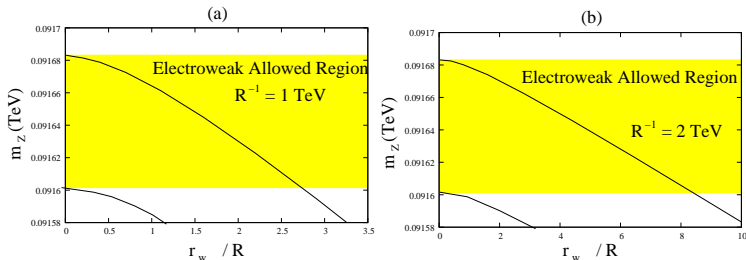 (a)
0.0917
0.09168
0.09166
0.09164
0.09162
0.0916
0.09158
m_Z (TeV)
Electroweak Allowed Region
R^{-1} = 1 TeV
0 0.5 1 1.5 2 2.5 3 3.5
r_w / R
(b)
0.0917
0.09168
0.09166
0.09164
0.09162
0.0916
0.09158
m_Z (TeV)
Electroweak Allowed Region
R^{-1} = 2 TeV
0 2 4 6 8 10
r_w / R